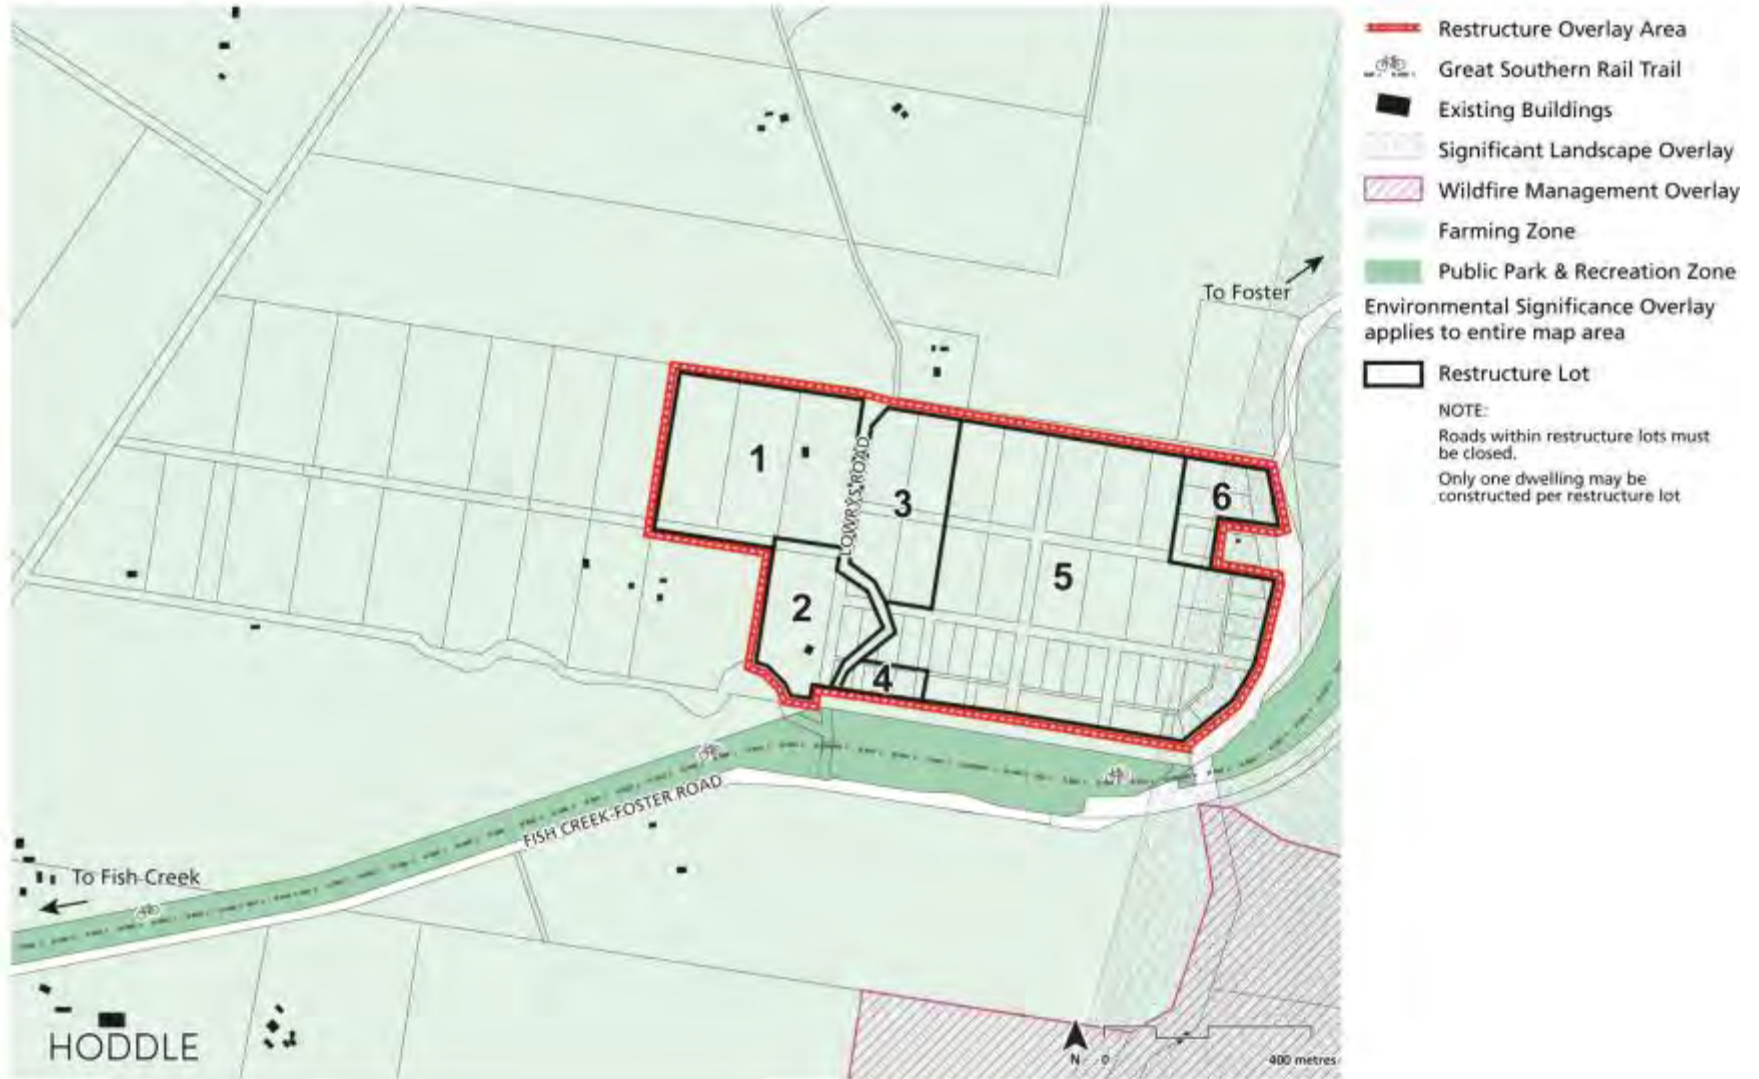 Restructure Overlay Area
Great Southern Rail Trail
Existing Buildings
Significant Landscape Overlay
Wildfire Management Overlay
Farming Zone
Public Park & Recreation Zone
Environmental Significance Overlay
applies to entire map area
Restructure Lot
NOTE:
Roads within restructure lots must
be closed.
Only one dwelling may be
constructed per restructure lot
To Foster
1
LOWRYS ROAD
3
6
5
2
4
FISH CREEK-FOSTER ROAD
To Fish Creek
HODDLE
N 0 400 metres